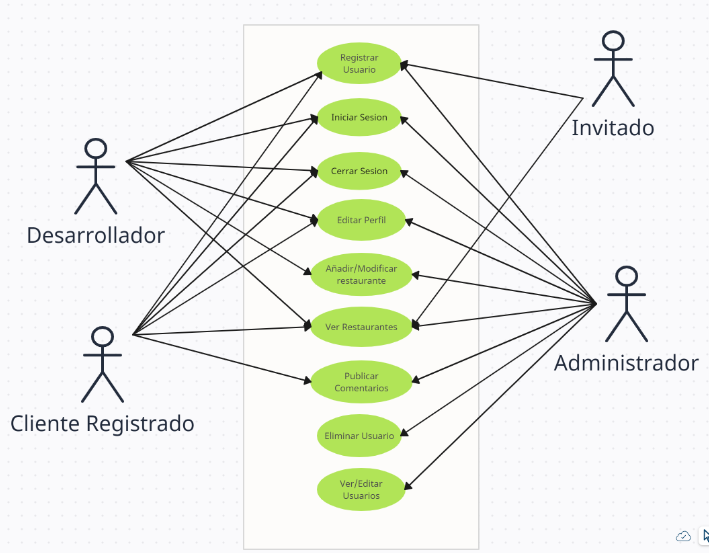 Registrar
Usuario
Invitado
Iniciar Sesion
Cerrar Sesion
Desarrollador
Editar Perfil
Añadir/Modificar
restaurante
Ver Restaurantes
Administrador
Publicar
Comentarios
Cliente Registrado
Eliminar Usuario
Ver/Editar
Usuarios